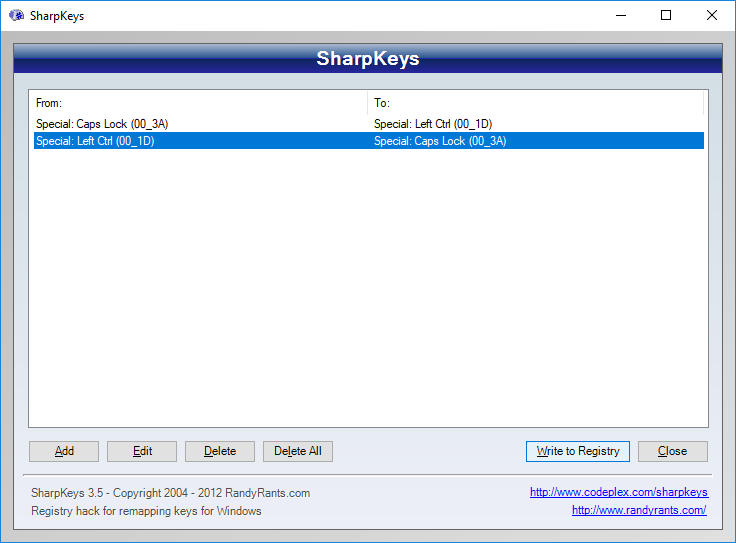 SharpKeys
SharpKeys
From: To:
Special: Caps Lock (00_3A) Special: Left Ctrl (00_1D)
Special: Left Ctrl (00_1D) Special: Caps Lock (00_3A)
Add Edit Delete Delete All Write to Registry Close
SharpKeys 3.5 - Copyright 2004 - 2012 RandyRants.com http://www.codeplex.com/sharpkeys
Registry hack for remapping keys for Windows http://www.randyrants.com/